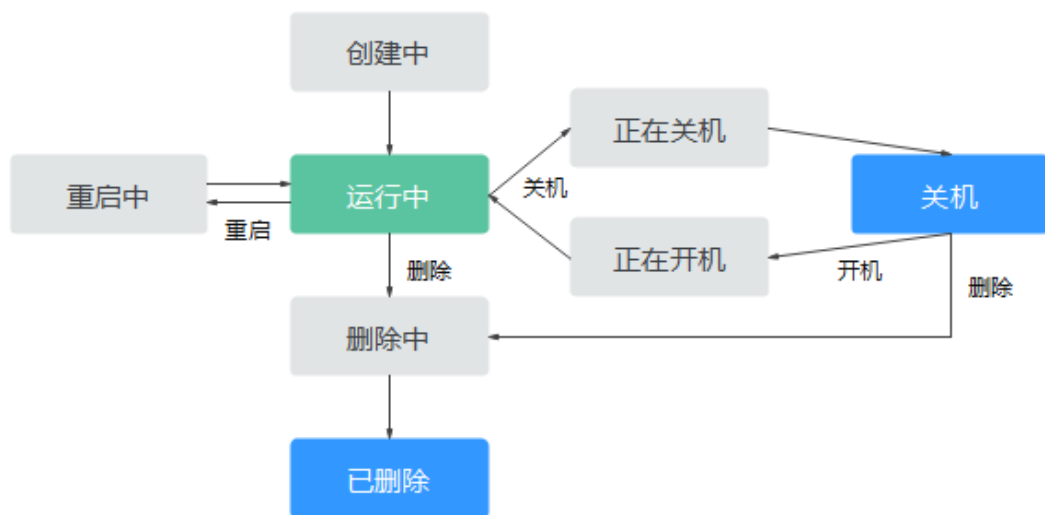 创建中
正在关机
重启中
运行中
关机
关机
重启
正在开机
开机
删除
删除
删除中
已删除